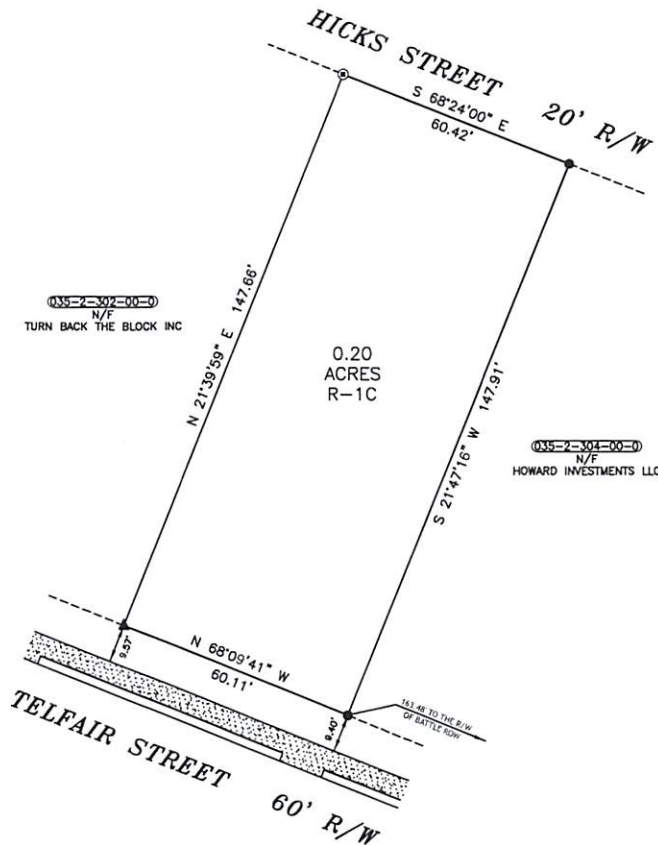 HICKS STREET 20' R/W
S 68°24'00" E
60.42'
N 21°39'59" E 147.66'
035-2-302-00-0
N/F
TURN BACK THE BLOCK INC
0.20
ACRES
R-1C
S 21°47'16" W 147.91'
035-2-304-00-0
N/F
HOWARD INVESTMENTS LLC
N 68°09'41" W
60.11'
9.57'
9.40'
163.48' TO THE R/W
OF BATTLE ROW
TELFAIR STREET 60' R/W